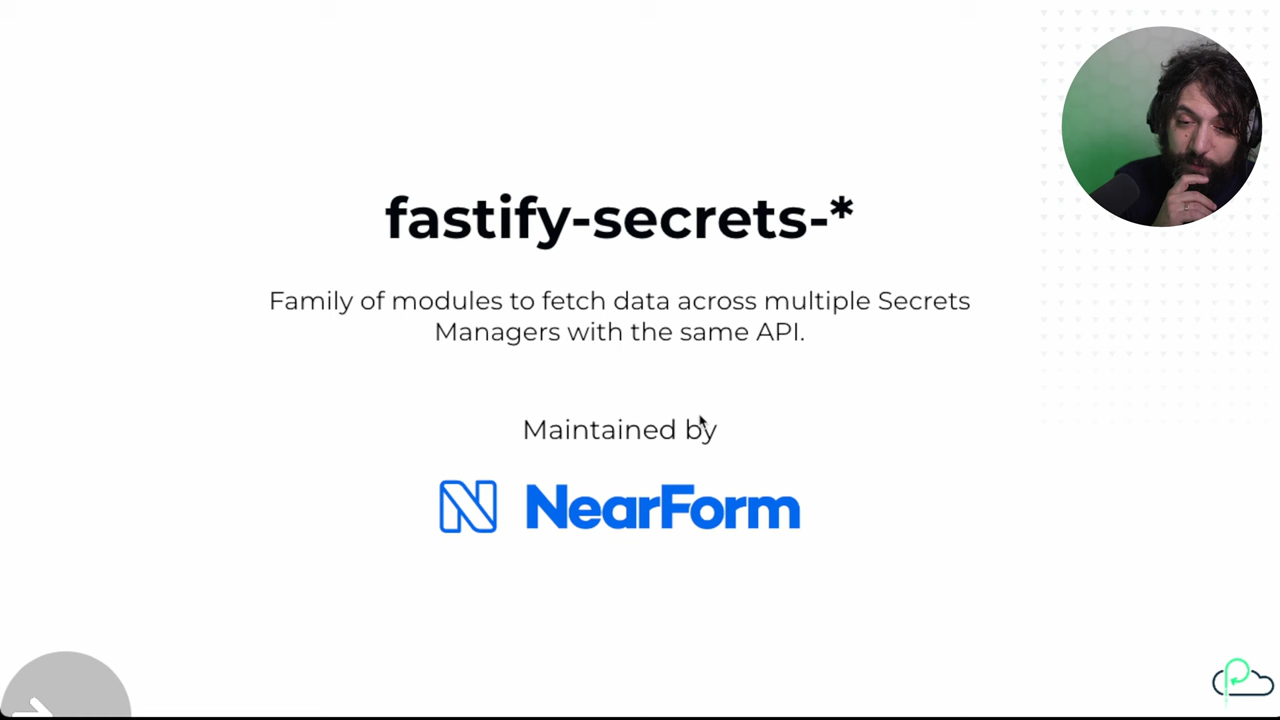 fastify-secrets-*
Family of modules to fetch data across multiple Secrets
Managers with the same API.
Maintained by
NearForm